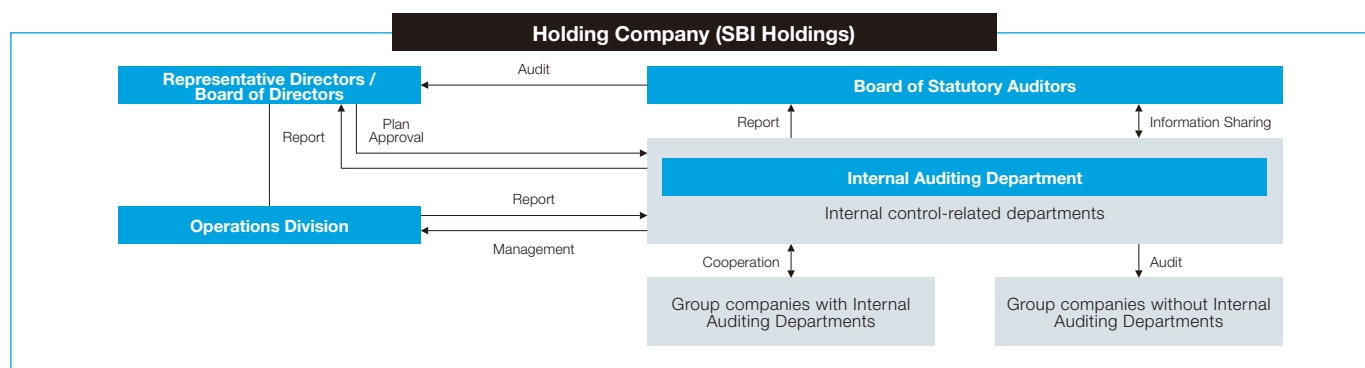 Holding Company (SBI Holdings)
Representative Directors /
Board of Directors
Audit
Board of Statutory Auditors
Report
Plan
Approval
Report
Information Sharing
Internal Auditing Department
Internal control-related departments
Operations Division
Report
Management
Cooperation
Audit
Group companies with Internal
Auditing Departments
Group companies without Internal
Auditing Departments